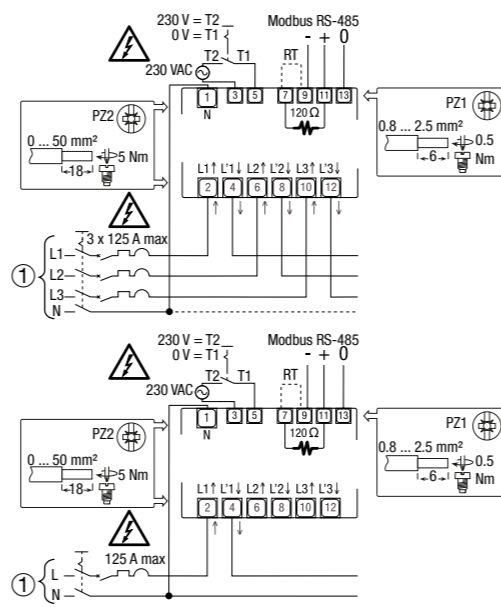 230 V = T2
0 V = T1
Modbus RS-485
T2 T1
RT
- + 0
230 VAC
1 3 5 7 9 11 13
N
120 Ω
PZ2
0 ... 50 mm²
5 Nm
18
PZ1
0.8 ... 2.5 mm²
0.5 Nm
6
L1↑ L'1↓ L2↑ L'2↓ L3↑ L'3↓
2 4 6 8 10 12
3 x 125 A max
1
L1
L2
L3
N
230 V = T2
0 V = T1
Modbus RS-485
T2 T1
RT
- + 0
230 VAC
1 3 5 7 9 11 13
N
120 Ω
PZ2
0 ... 50 mm²
5 Nm
18
PZ1
0.8 ... 2.5 mm²
0.5 Nm
6
L1↑ L'1↓ L2↑ L'2↓ L3↑ L'3↓
2 4 6 8 10 12
125 A max
1
L
N